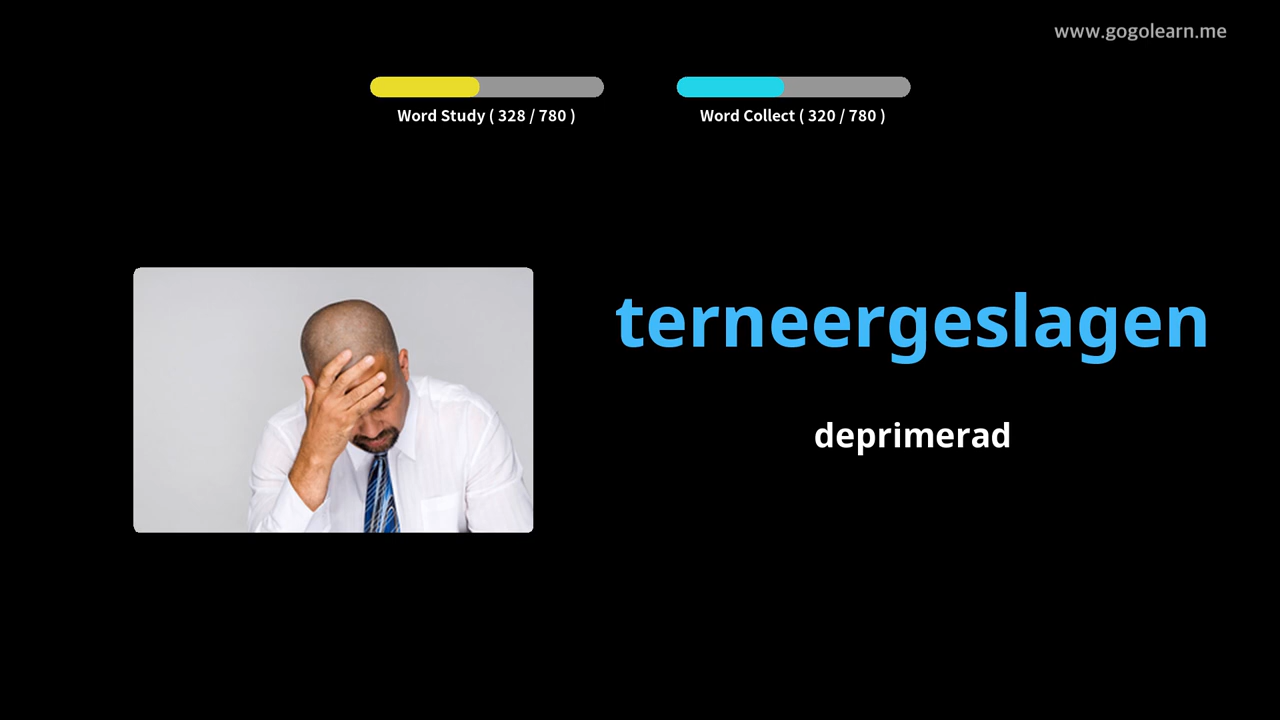 www.gogolearn.me
Word Study ( 328 / 780 )
Word Collect ( 320 / 780 )
terneergeslagen
deprimerad